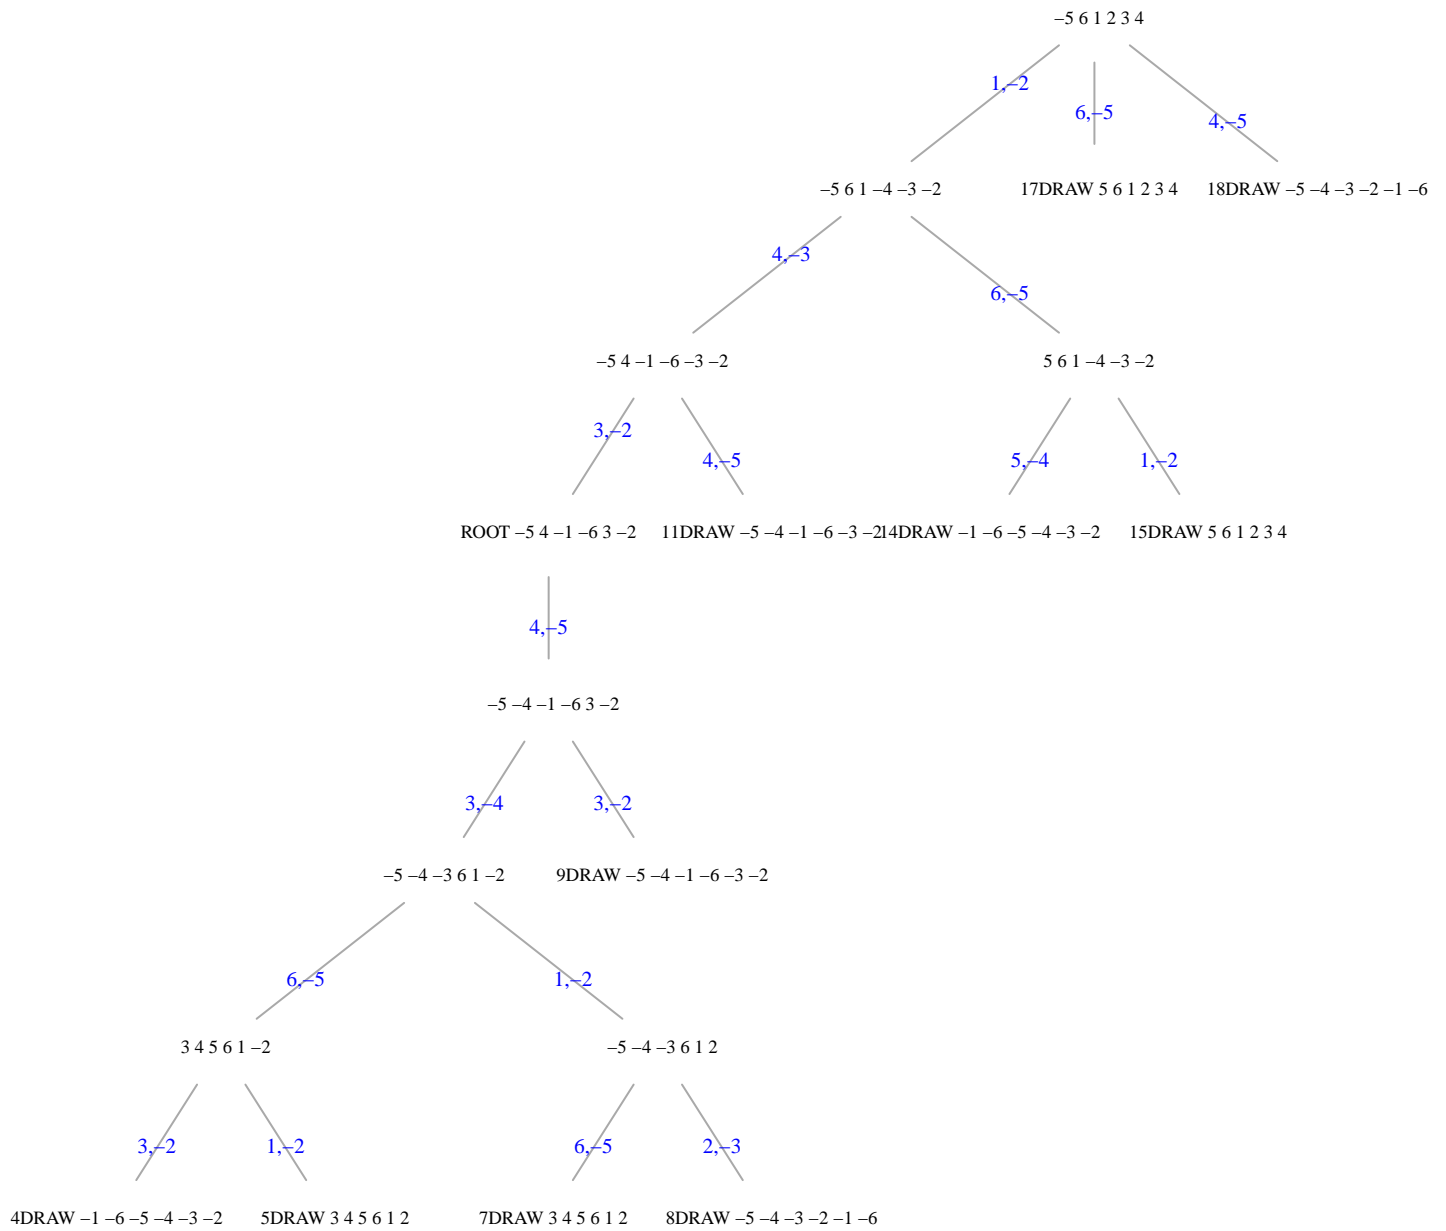 –5 6 1 2 3 4
1,–2
6,–5
4,–5
–5 6 1 –4 –3 –2
17DRAW 5 6 1 2 3 4
18DRAW –5 –4 –3 –2 –1 –6
4,–3
6,–5
–5 4 –1 –6 –3 –2
5 6 1 –4 –3 –2
3,–2
4,–5
5,–4
1,–2
ROOT –5 4 –1 –6 3 –2
11DRAW –5 –4 –1 –6 –3 –2
14DRAW –1 –6 –5 –4 –3 –2
15DRAW 5 6 1 2 3 4
4,–5
–5 –4 –1 –6 3 –2
3,–4
3,–2
–5 –4 –3 6 1 –2
9DRAW –5 –4 –1 –6 –3 –2
6,–5
1,–2
3 4 5 6 1 –2
–5 –4 –3 6 1 2
3,–2
1,–2
6,–5
2,–3
4DRAW –1 –6 –5 –4 –3 –2
5DRAW 3 4 5 6 1 2
7DRAW 3 4 5 6 1 2
8DRAW –5 –4 –3 –2 –1 –6